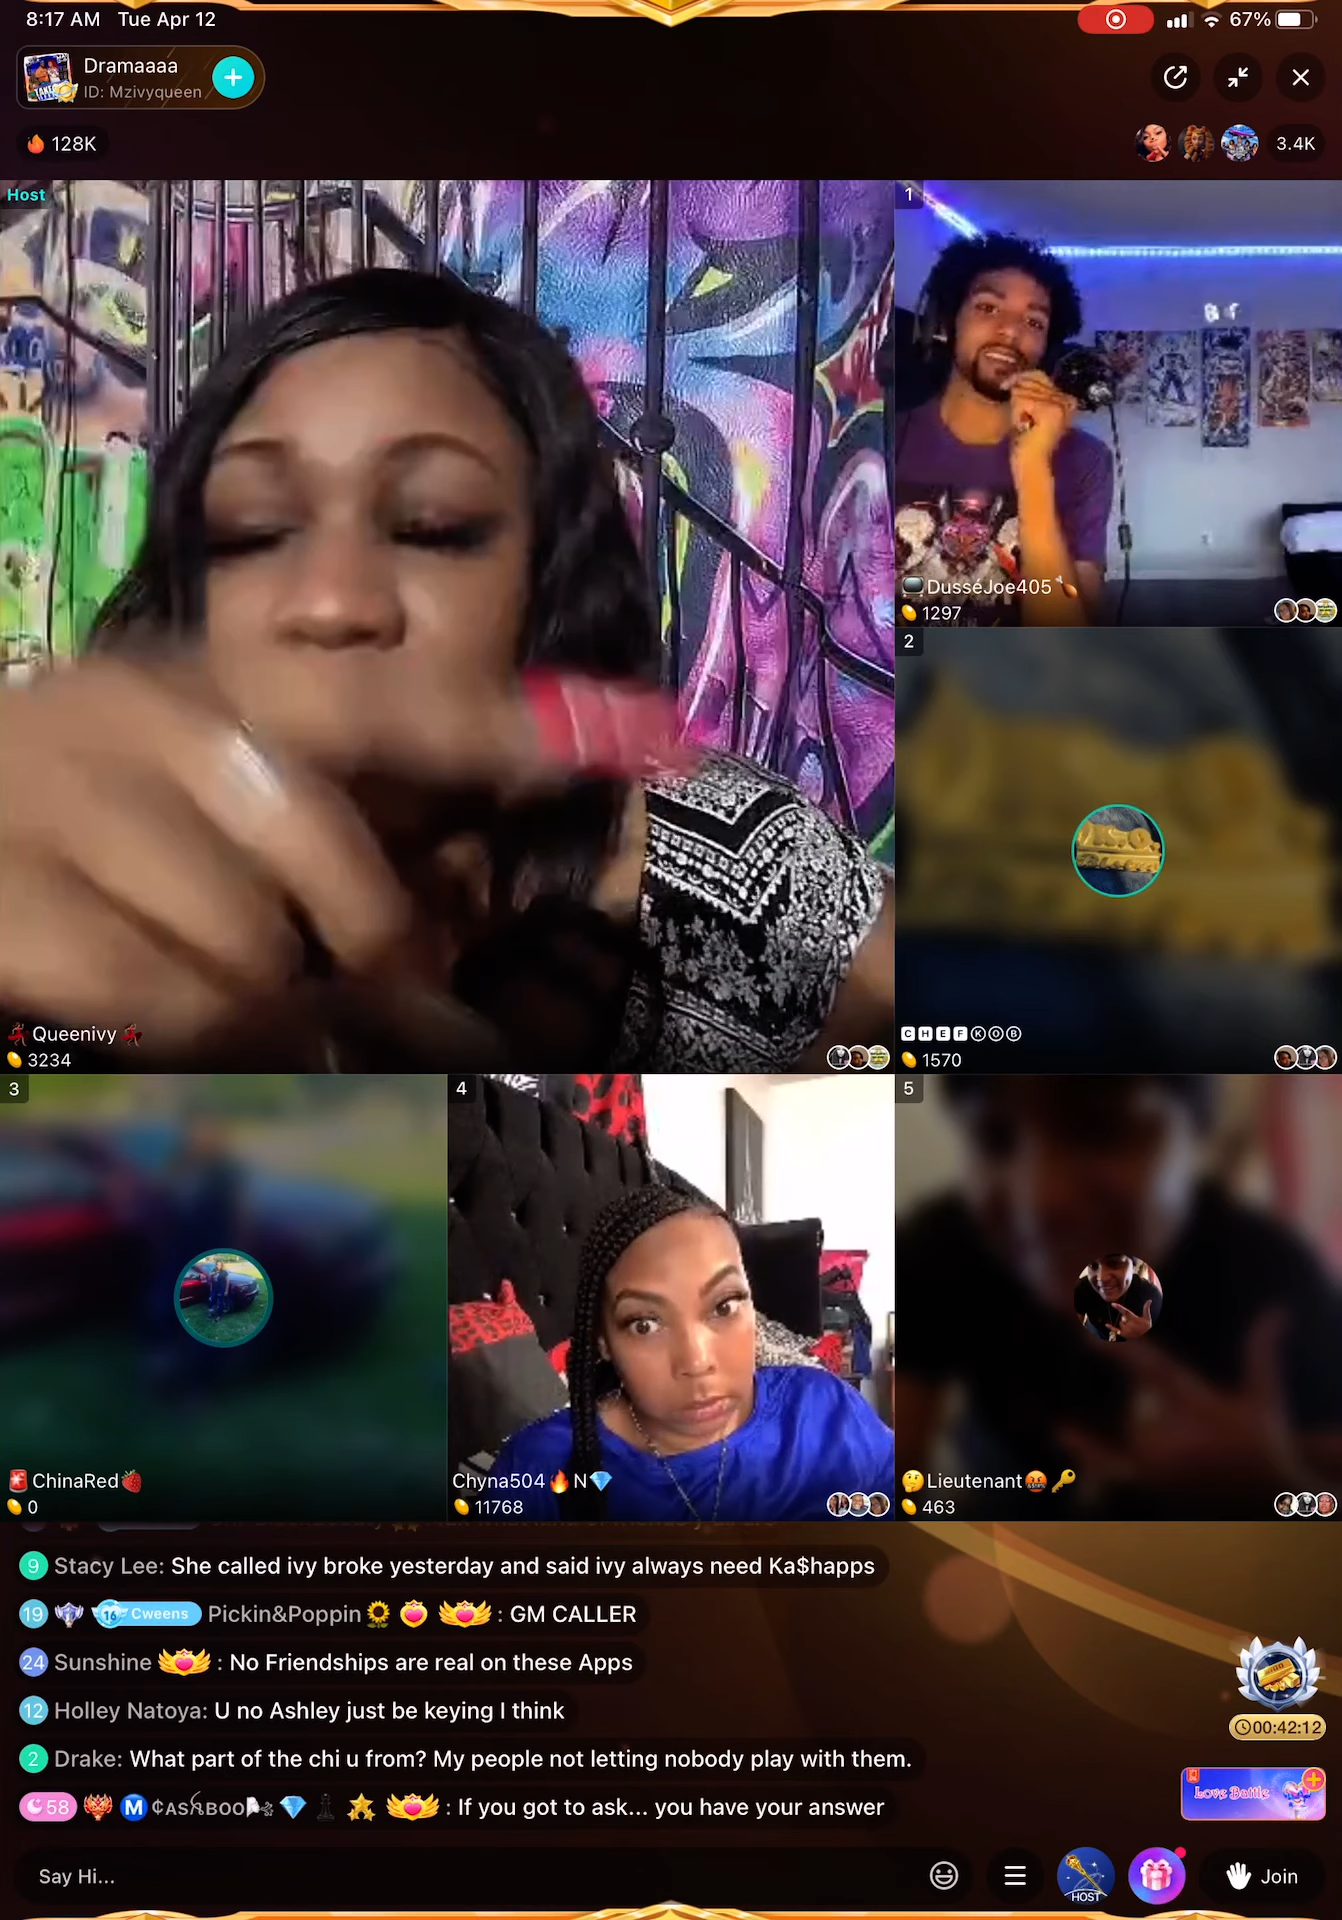 8:17 AM Tue Apr 12
67%
Dramaaaa
ID: Mzivyqueen
128K
3.4K
Host
1
DusséJoe405
1297
2
🅲🅷🅴🅵ⓀⓄⒷ
1570
Queenivy
3234
3
ChinaRed
0
4
Chyna504🔥N💎
11768
5
Lieutenant
463
9 Stacy Lee: She called ivy broke yesterday and said ivy always need Ka$happs
19 16 Cweens Pickin&Poppin🌻 : GM CALLER
24 Sunshine : No Friendships are real on these Apps
12 Holley Natoya: U no Ashley just be keying I think
2 Drake: What part of the chi u from? My people not letting nobody play with them.
58 Ⓜ️ : If you got to ask... you have your answer
00:42:12
Love Battle
Say Hi...
HOST
Join